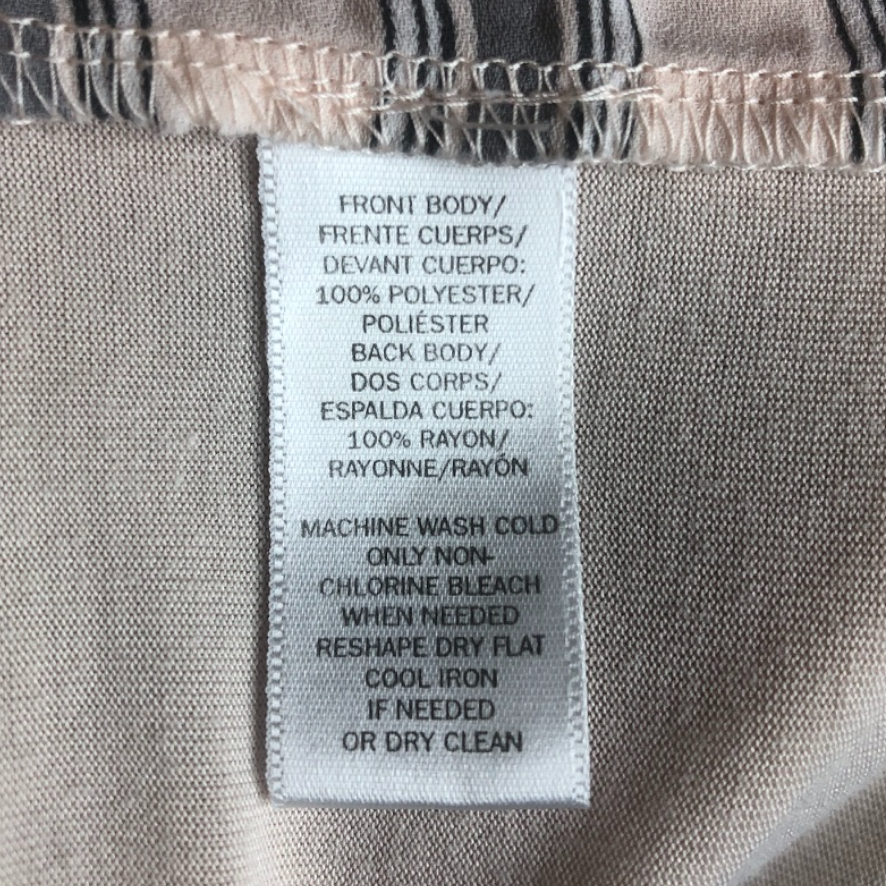 FRONT BODY/
FRENTE CUERPS/
DEVANT CUERPO:
100% POLYESTER/
POLIÉSTER
BACK BODY/
DOS CORPS/
ESPALDA CUERPO:
100% RAYON/
RAYONNE/RAYÓN
MACHINE WASH COLD
ONLY NON-
CHLORINE BLEACH
WHEN NEEDED
RESHAPE DRY FLAT
COOL IRON
IF NEEDED
OR DRY CLEAN